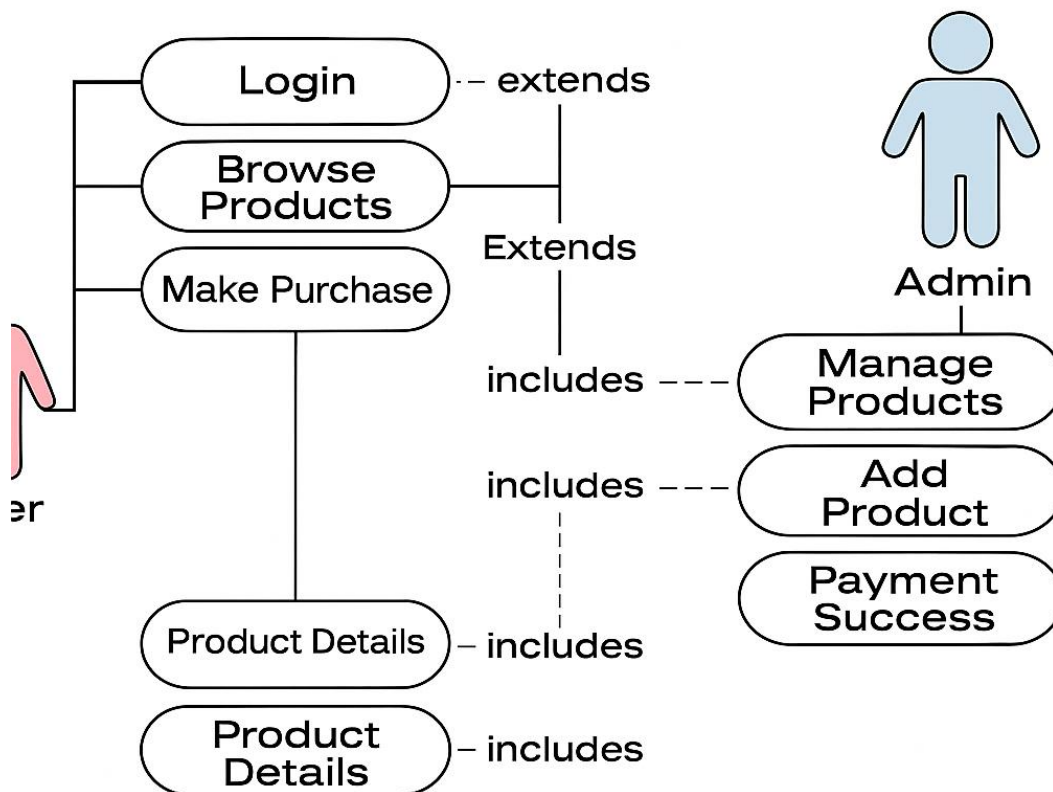 Login
extends
Browse
Products
Extends
Make Purchase
Admin
includes
Manage
Products
includes
Add
Product
er
Payment
Success
Product Details
includes
Product
Details
includes